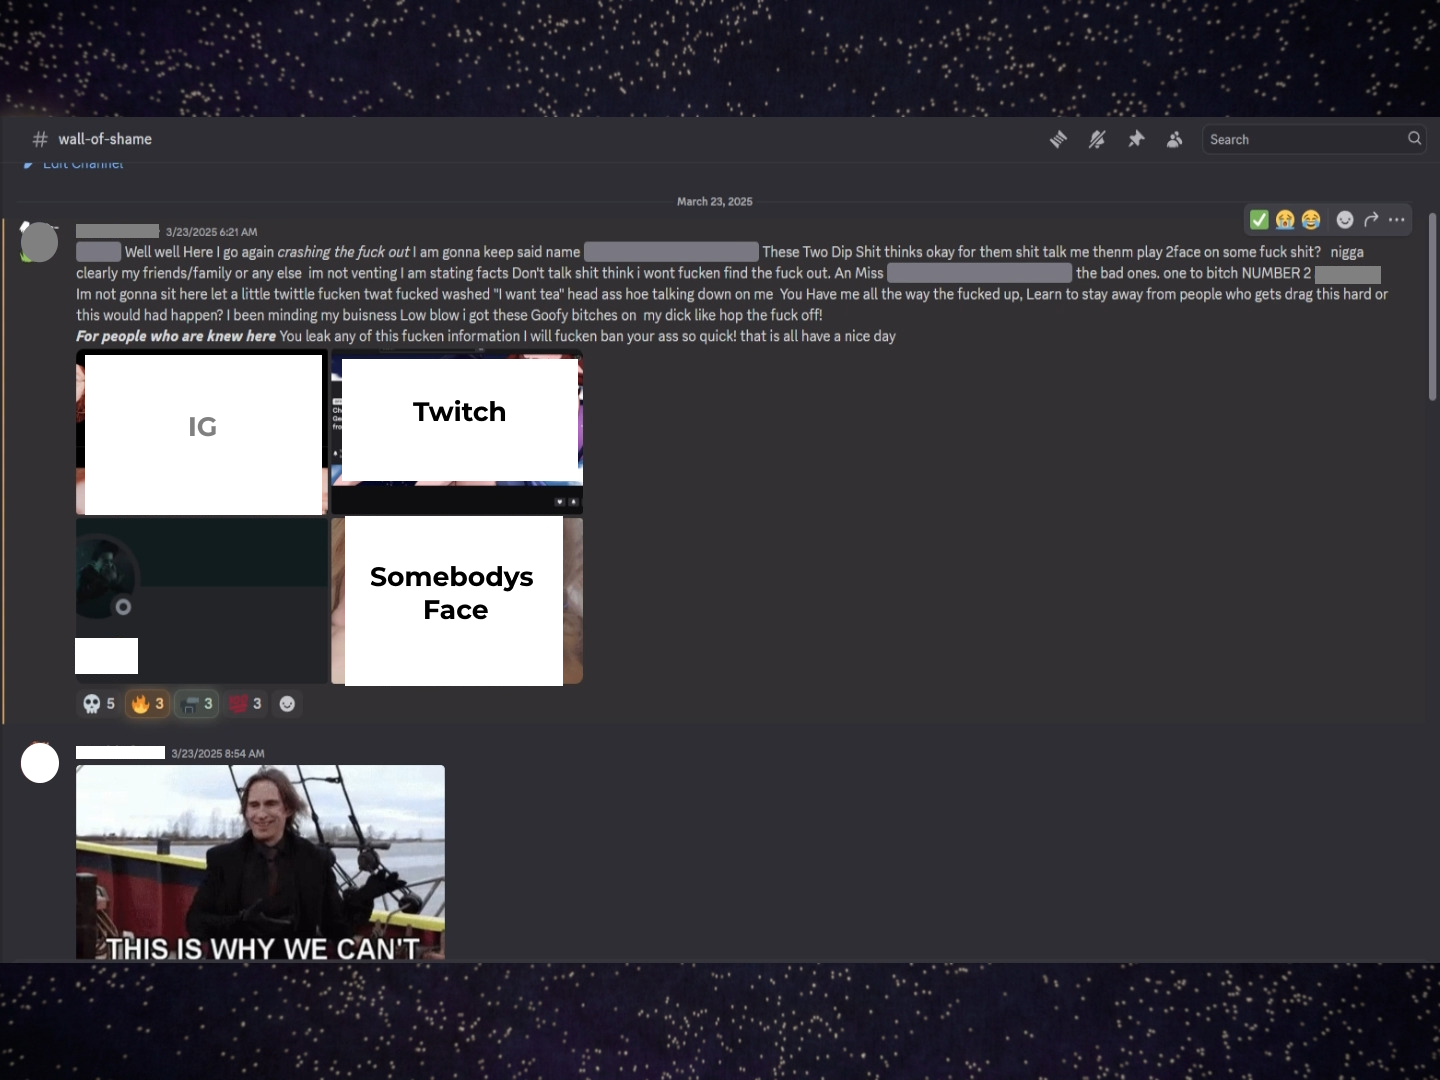 wall-of-shame
Search
Edit Channel
March 23, 2025
3/23/2025 6:21 AM
Well well Here I go again crashing the fuck out I am gonna keep said name These Two Dip Shit thinks okay for them shit talk me thenm play 2face on some fuck shit? nigga
clearly my friends/family or any else im not venting I am stating facts Don't talk shit think i wont fucken find the fuck out. An Miss the bad ones. one to bitch NUMBER 2
Im not gonna sit here let a little twittle fucken twat fucked washed "I want tea" head ass hoe talking down on me You Have me all the way the fucked up, Learn to stay away from people who gets drag this hard or
this would had happen? I been minding my buisness Low blow i got these Goofy bitches on my dick like hop the fuck off!
For people who are knew here You leak any of this fucken information I will fucken ban your ass so quick! that is all have a nice day
IG
Twitch
Somebodys
Face
5 3 3 3
3/23/2025 8:54 AM
THIS IS WHY WE CAN'T